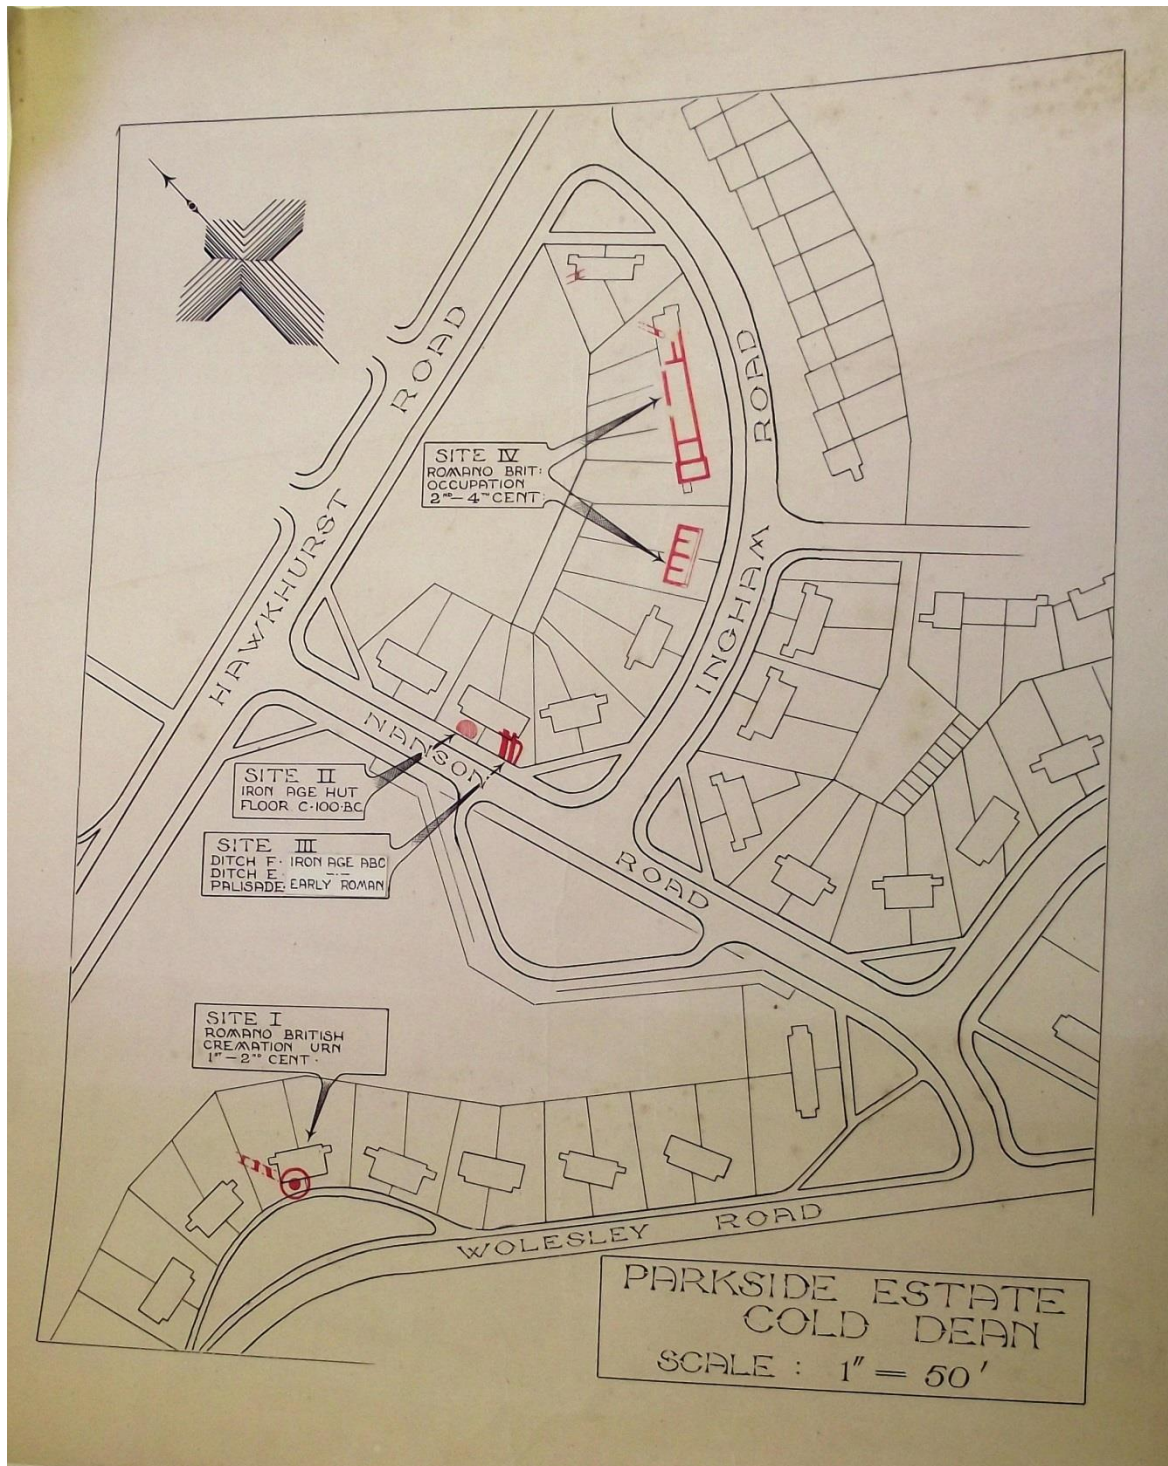 HAWKHURST ROAD
INGHAM ROAD
SITE IV
ROMANO BRIT:
OCCUPATION
2ND — 4TH CENT:
NANSON ROAD
SITE II
IRON AGE HUT
FLOOR C·100·BC
SITE III
DITCH F· IRON AGE ABC
DITCH E· -·-
PALISADE· EARLY ROMAN
SITE I
ROMANO BRITISH
CREMATION URN
1ST — 2ND CENT·
WOLESLEY ROAD
PARKSIDE ESTATE
COLD DEAN
SCALE : 1" = 50'